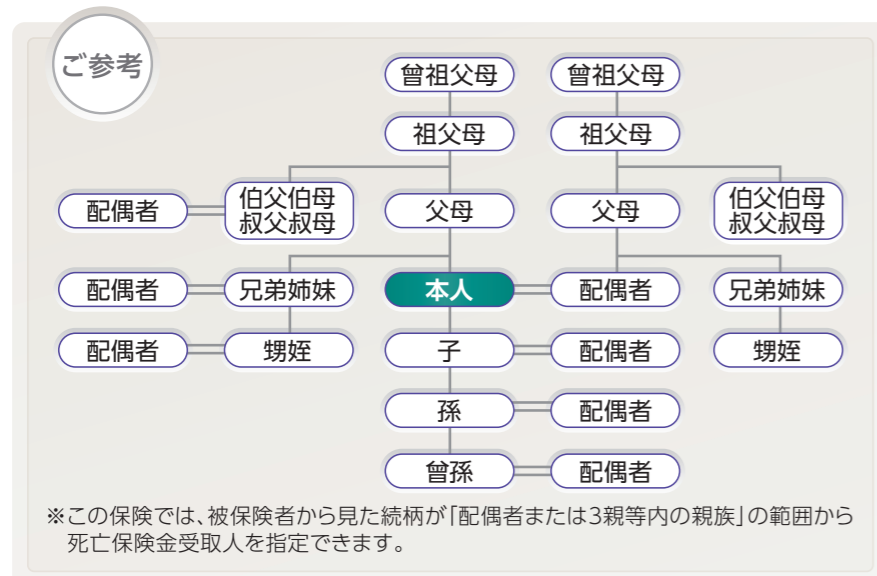 ご参考
曾祖父母 曾祖父母
祖父母 祖父母
配偶者 伯父伯母 父母 父母 伯父伯母
叔父叔母 叔父叔母
配偶者 兄弟姉妹 本人 配偶者 兄弟姉妹
配偶者 甥姪 子 配偶者 甥姪
孫 配偶者
曾孫 配偶者
※この保険では、被保険者から見た続柄が「配偶者または3親等内の親族」の範囲から
死亡保険金受取人を指定できます。